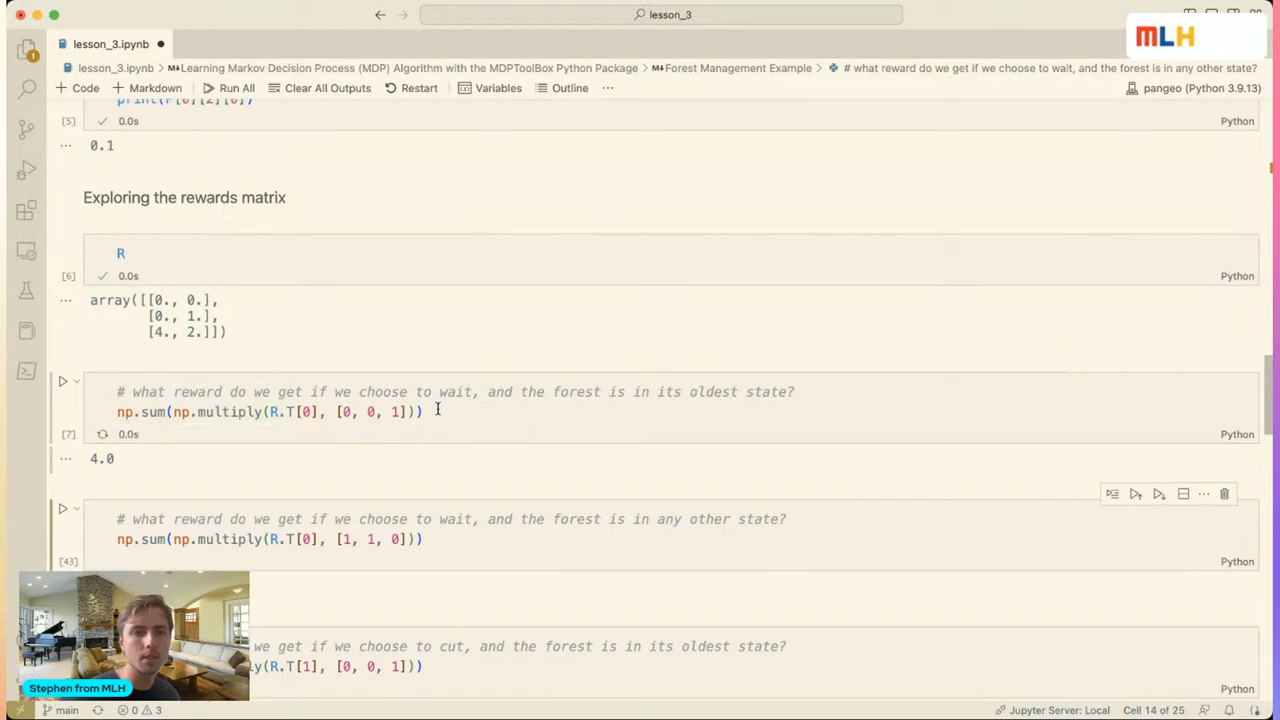 lesson_3
MLH
lesson_3.ipynb
lesson_3.ipynb > Learning Markov Decision Process (MDP) Algorithm with the MDPToolBox Python Package > Forest Management Example > # what reward do we get if we choose to wait, and the forest is in any other state?
+ Code + Markdown Run All Clear All Outputs Restart Variables Outline ... pangeo (Python 3.9.13)
1
[5] 0.0s Python
0.1
Exploring the rewards matrix
R
[6] 0.0s Python
array([[0., 0.],
[0., 1.],
[4., 2.]])
# what reward do we get if we choose to wait, and the forest is in its oldest state?
np.sum(np.multiply(R.T[0], [0, 0, 1]))
[7] 0.0s Python
4.0
# what reward do we get if we choose to wait, and the forest is in any other state?
np.sum(np.multiply(R.T[0], [1, 1, 0]))
[43] Python
we get if we choose to cut, and the forest is in its oldest state?
(R.T[1], [0, 0, 1]))
Python
Stephen from MLH
main 0 3 Jupyter Server: Local Cell 14 of 25